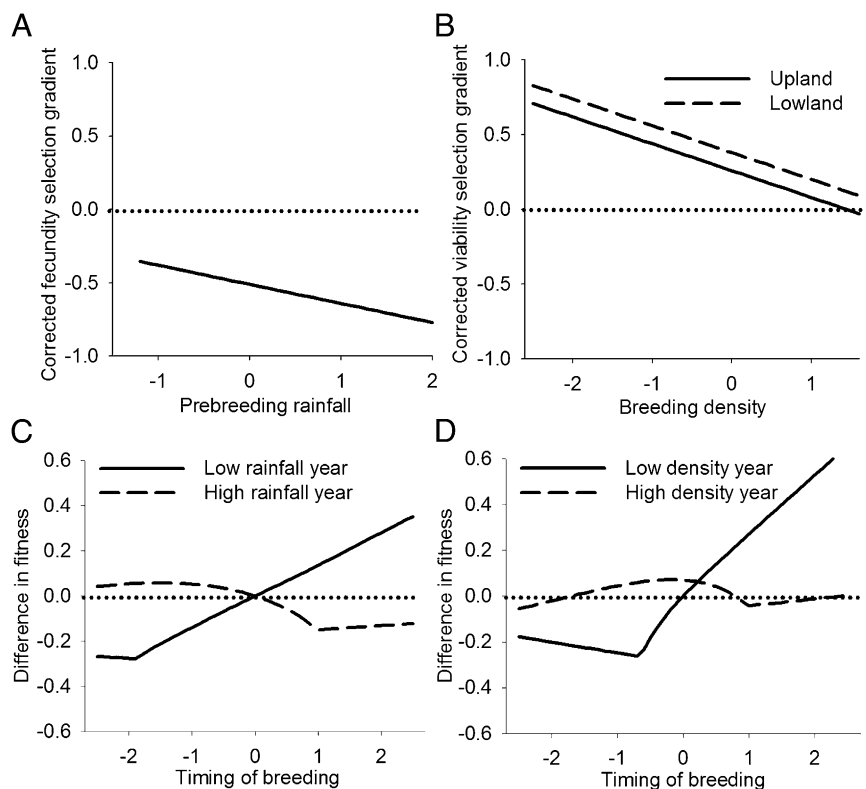 A
Corrected fecundity selection gradient
1.0
0.5
0.0
-0.5
-1.0
-1
0
1
2
Prebreeding rainfall
B
Corrected viability selection gradient
Upland
Lowland
1.0
0.5
0.0
-0.5
-1.0
-2
-1
0
1
Breeding density
C
Difference in fitness
Low rainfall year
High rainfall year
0.6
0.4
0.2
0.0
-0.2
-0.4
-0.6
-2
-1
0
1
2
Timing of breeding
D
Difference in fitness
Low density year
High density year
0.6
0.4
0.2
0.0
-0.2
-0.4
-0.6
-2
-1
0
1
2
Timing of breeding